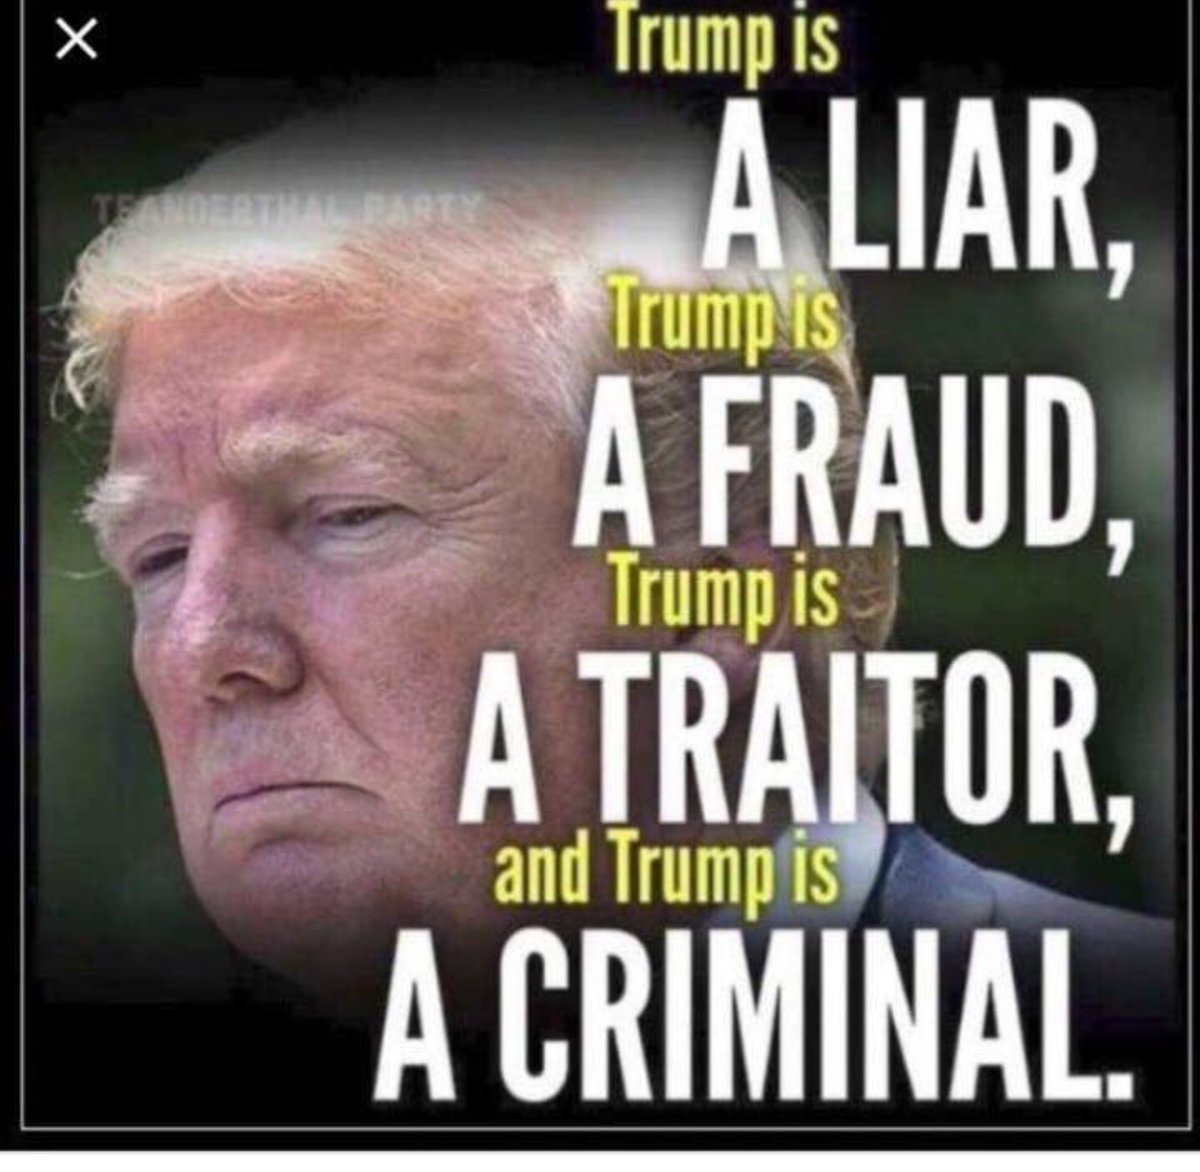 Trump is
A LIAR,
TEANDERTHAL PARTY
Trump is
A FRAUD,
Trump is
A TRAITOR,
and Trump is
A CRIMINAL.